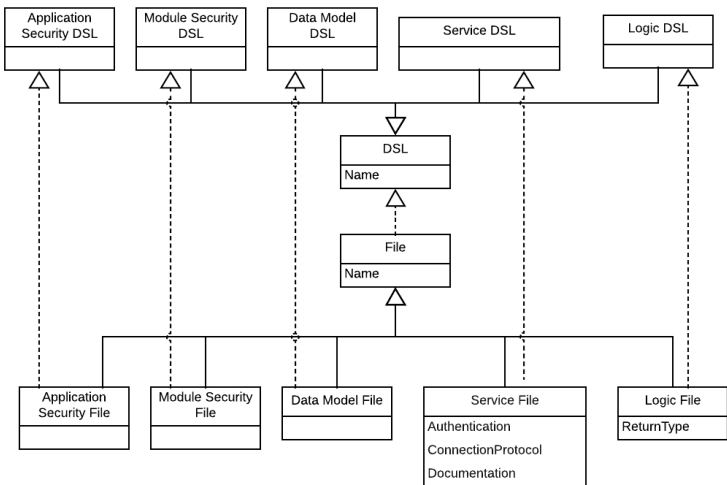 Application
Security DSL
Module Security
DSL
Data Model
DSL
Service DSL
Logic DSL
DSL
Name
File
Name
Application
Security File
Module Security
File
Data Model File
Service File
Authentication
ConnectionProtocol
Documentation
Logic File
ReturnType